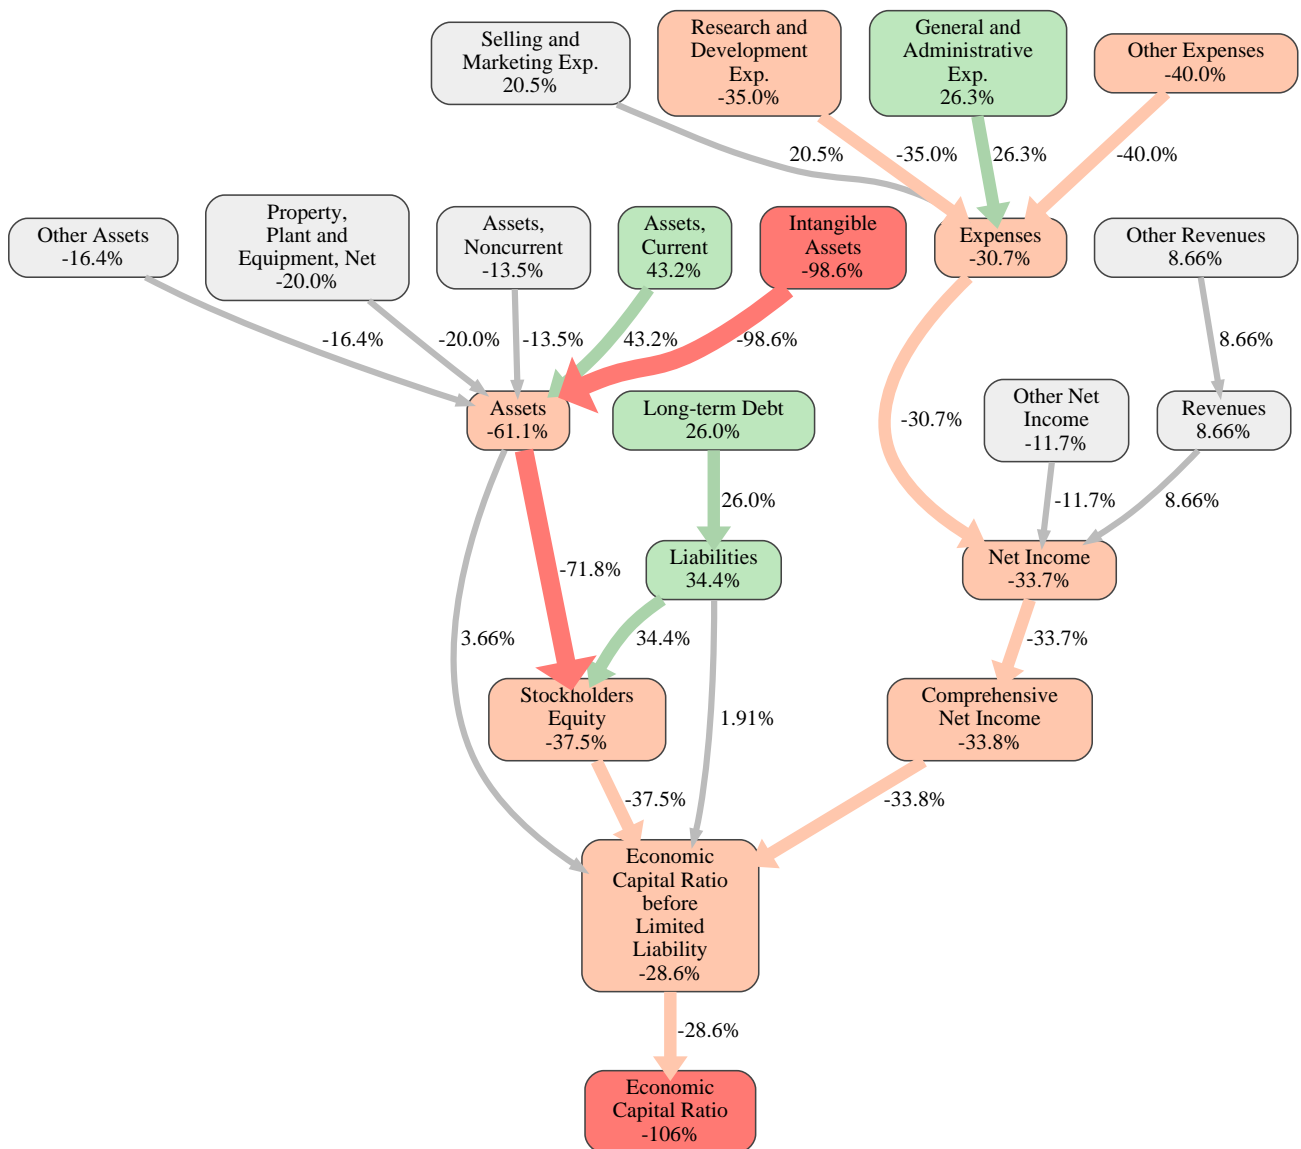 Selling and
Marketing Exp.
20.5%
Research and
Development
Exp.
-35.0%
General and
Administrative
Exp.
26.3%
Other Expenses
-40.0%
20.5%
-35.0%
26.3%
-40.0%
Other Assets
-16.4%
Property,
Plant and
Equipment, Net
-20.0%
Assets,
Noncurrent
-13.5%
Assets,
Current
43.2%
Intangible
Assets
-98.6%
Expenses
-30.7%
Other Revenues
8.66%
-16.4%
-20.0%
-13.5%
43.2%
-98.6%
8.66%
Assets
-61.1%
Long-term Debt
26.0%
-30.7%
Other Net
Income
-11.7%
Revenues
8.66%
26.0%
-11.7%
8.66%
Liabilities
34.4%
Net Income
-33.7%
-71.8%
3.66%
34.4%
-33.7%
Stockholders
Equity
-37.5%
1.91%
Comprehensive
Net Income
-33.8%
-37.5%
-33.8%
Economic
Capital Ratio
before
Limited
Liability
-28.6%
-28.6%
Economic
Capital Ratio
-106%